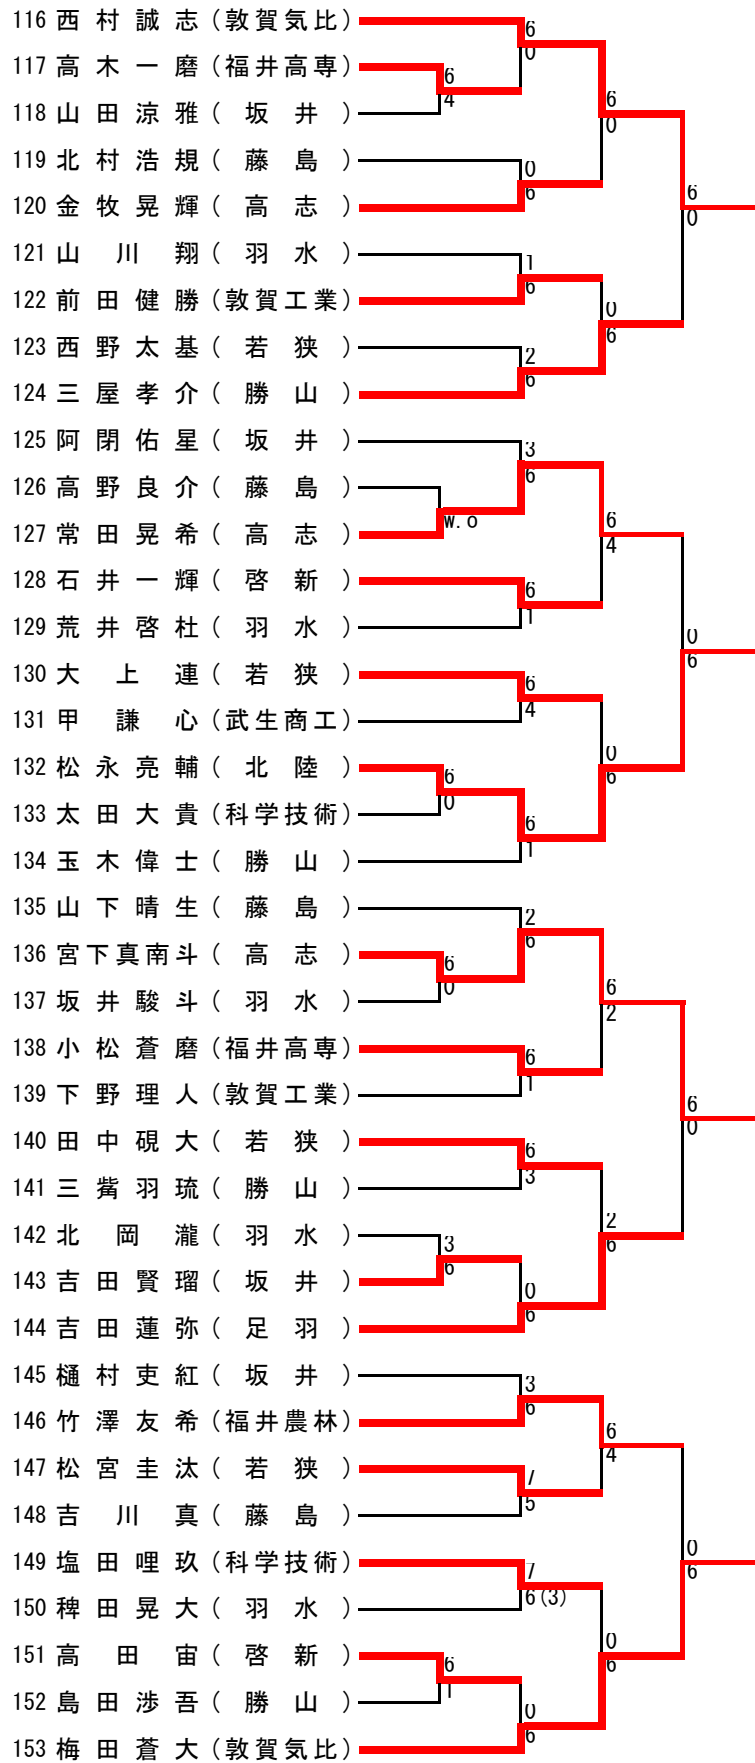 116 西 村 誠 志 (敦賀気比)
6
0
117 高 木 一 磨 (福井高専)
6
4
118 山 田 涼 雅 ( 坂 井 )
6
0
119 北 村 浩 規 ( 藤 島 )
0
6
120 金 牧 晃 輝 ( 高 志 )
6
0
121 山 川 翔 ( 羽 水 )
1
6
122 前 田 健 勝 (敦賀工業)
0
6
123 西 野 太 基 ( 若 狭 )
2
6
124 三 屋 孝 介 ( 勝 山 )
125 阿 閉 佑 星 ( 坂 井 )
3
6
126 高 野 良 介 ( 藤 島 )
w.o
127 常 田 晃 希 ( 高 志 )
6
4
128 石 井 一 輝 ( 啓 新 )
6
1
129 荒 井 啓 杜 ( 羽 水 )
0
6
130 大 上 連 ( 若 狭 )
6
4
131 甲 謙 心 (武生商工)
0
6
132 松 永 亮 輔 ( 北 陸 )
6
0
133 太 田 大 貴 (科学技術)
6
1
134 玉 木 偉 士 ( 勝 山 )
135 山 下 晴 生 ( 藤 島 )
2
6
136 宮下真南斗 ( 高 志 )
6
0
137 坂 井 駿 斗 ( 羽 水 )
6
2
138 小 松 蒼 磨 (福井高専)
6
1
139 下 野 理 人 (敦賀工業)
6
0
140 田 中 硯 大 ( 若 狭 )
6
3
141 三 觜 羽 琉 ( 勝 山 )
2
6
142 北 岡 瀧 ( 羽 水 )
3
6
143 吉 田 賢 瑠 ( 坂 井 )
0
6
144 吉 田 蓮 弥 ( 足 羽 )
145 樋 村 吏 紅 ( 坂 井 )
3
6
146 竹 澤 友 希 (福井農林)
6
4
147 松 宮 圭 汰 ( 若 狭 )
7
5
148 吉 川 真 ( 藤 島 )
0
6
149 塩 田 哩 玖 (科学技術)
7
6(3)
150 稗 田 晃 大 ( 羽 水 )
0
6
151 高 田 宙 ( 啓 新 )
6
1
152 島 田 渉 吾 ( 勝 山 )
0
6
153 梅 田 蒼 大 (敦賀気比)